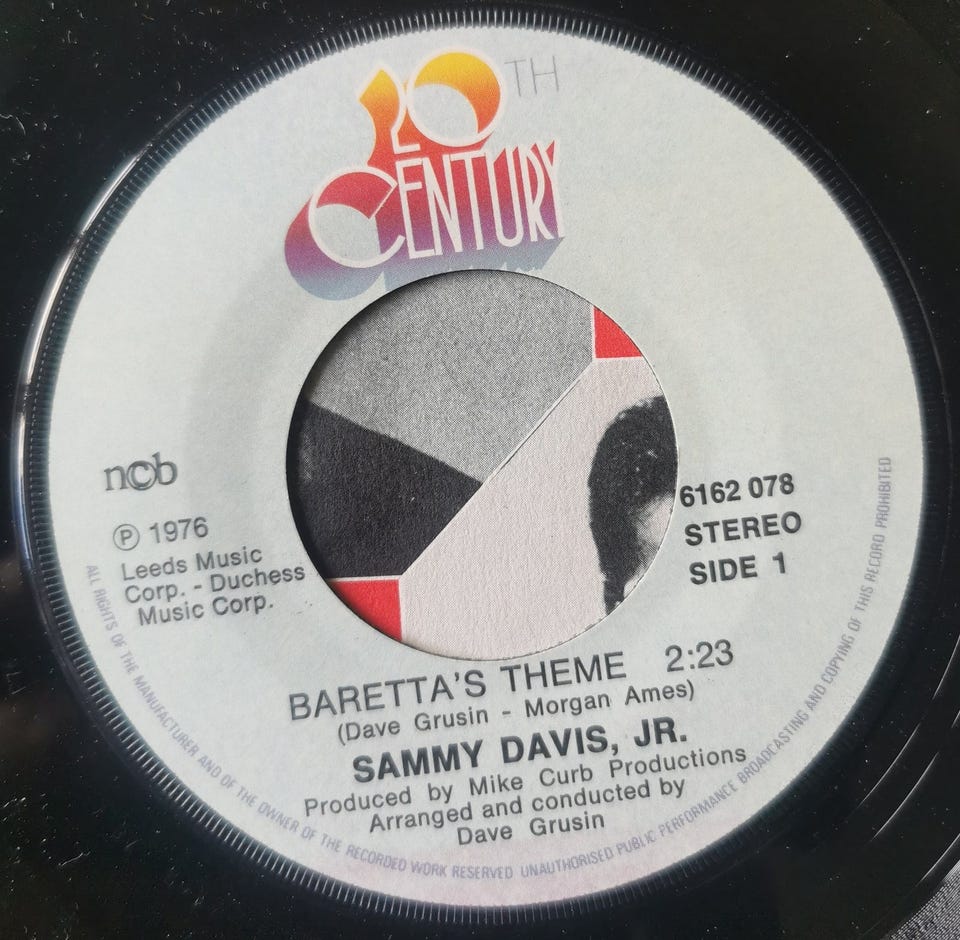 20TH
CENTURY
ncb
℗ 1976
Leeds Music
Corp. - Duchess
Music Corp.
6162 078
STEREO
SIDE 1
BARETTA'S THEME 2:23
(Dave Grusin - Morgan Ames)
SAMMY DAVIS, JR.
Produced by Mike Curb Productions
Arranged and conducted by
Dave Grusin
ALL RIGHTS OF THE MANUFACTURER AND OF THE OWNER OF THE RECORDED WORK RESERVED UNAUTHORISED PUBLIC PERFORMANCE BROADCASTING AND COPYING OF THIS RECORD PROHIBITED